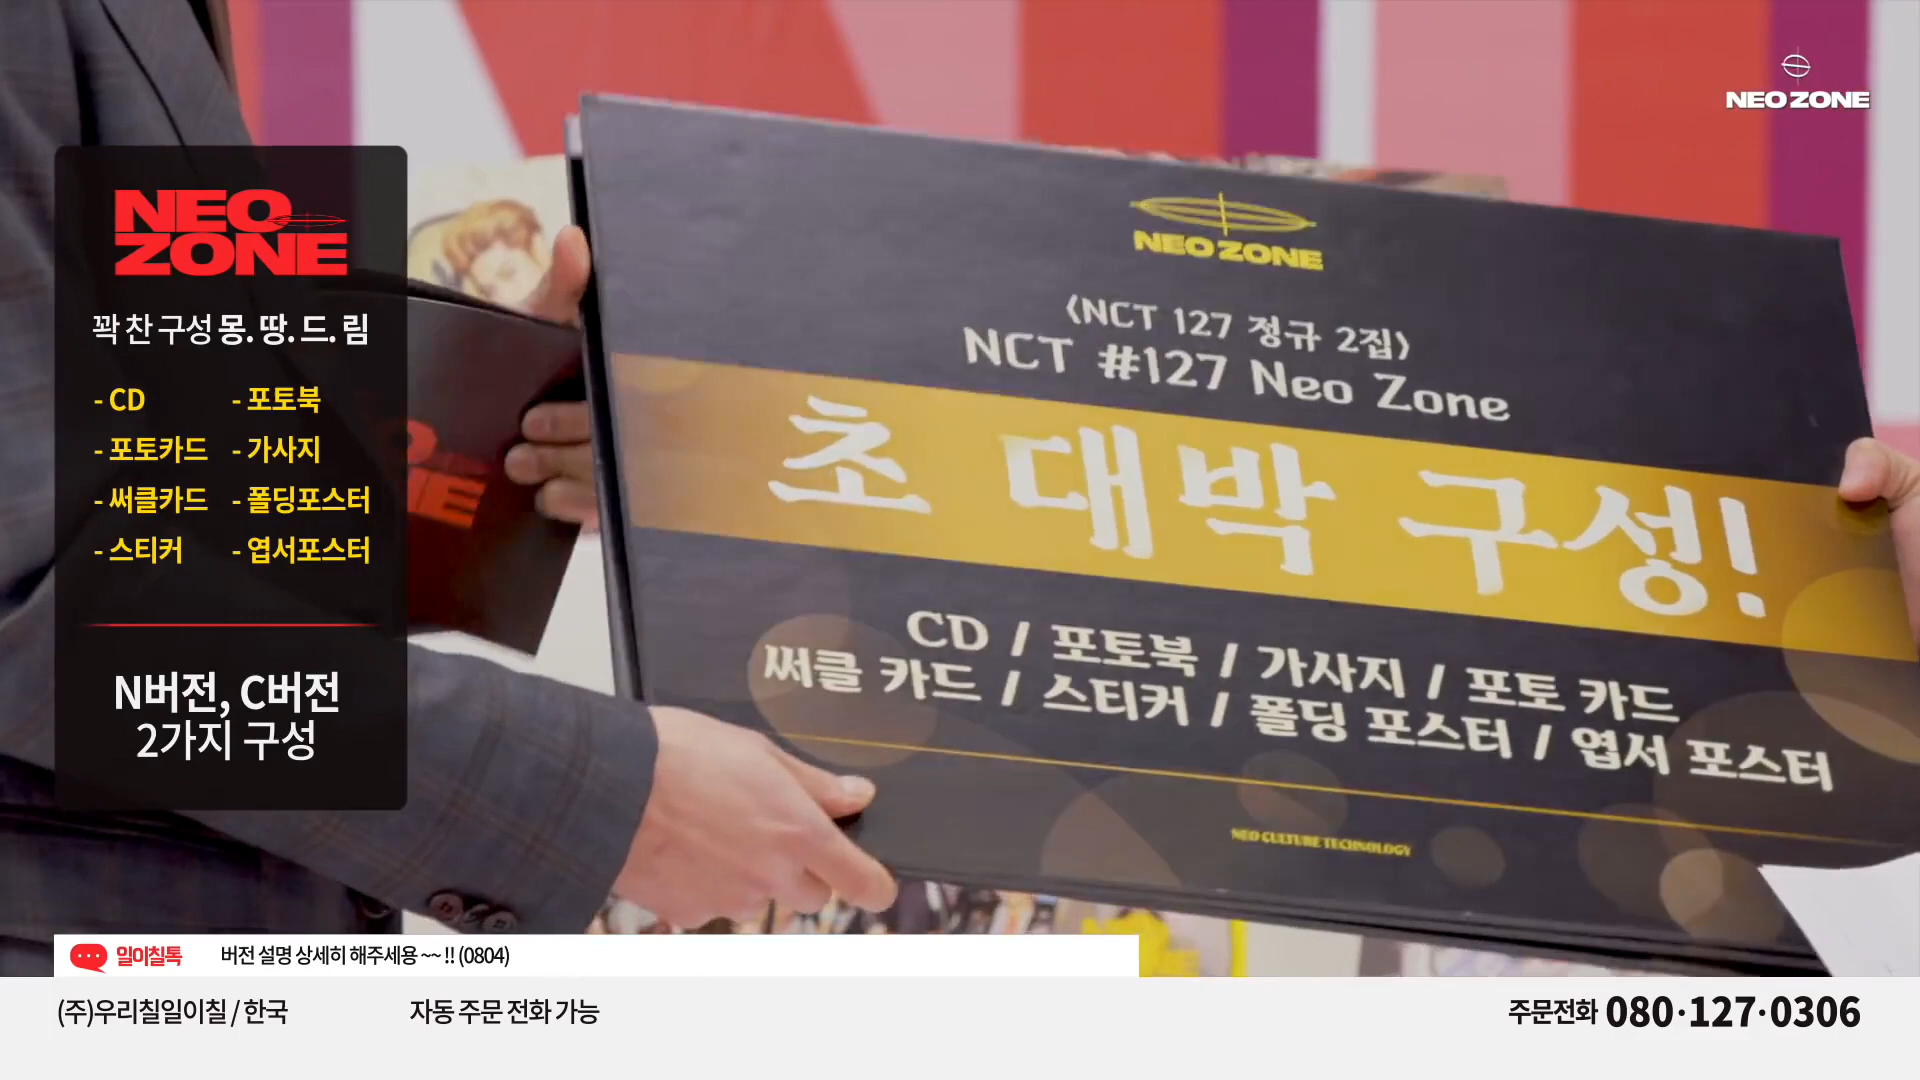 NEO ZONE
NEO
ZONE
꽉 찬 구성 몽. 땅. 드. 림
- CD - 포토북
- 포토카드 - 가사지
- 써클카드 - 폴딩포스터
- 스티커 - 엽서포스터
N버전, C버전
2가지 구성
NEO ZONE
〈NCT 127 정규 2집〉
NCT #127 Neo Zone
초 대박 구성!
CD / 포토북 / 가사지 / 포토 카드
써클 카드 / 스티커 / 폴딩 포스터 / 엽서 포스터
NEO CULTURE TECHNOLOGY
일이칠톡 버전 설명 상세히 해주세용 ~~ !! (0804)
(주)우리칠일이칠 / 한국 자동 주문 전화 가능 주문전화 080·127·0306